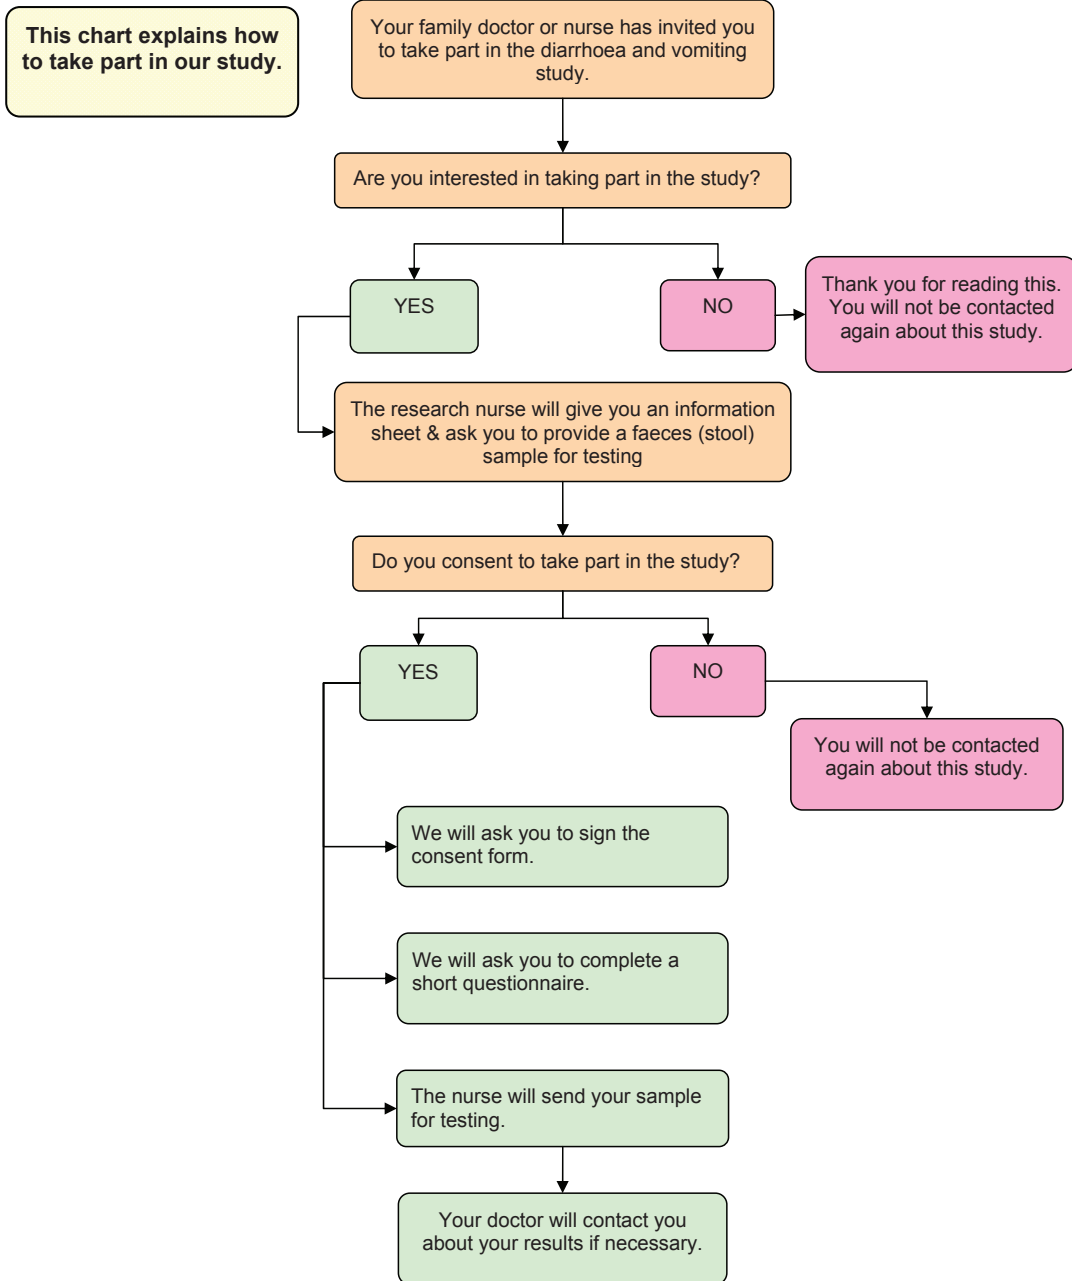 This chart explains how
to take part in our study.
Your family doctor or nurse has invited you
to take part in the diarrhoea and vomiting
study.
Are you interested in taking part in the study?
YES
NO
Thank you for reading this.
You will not be contacted
again about this study.
The research nurse will give you an information
sheet & ask you to provide a faeces (stool)
sample for testing
Do you consent to take part in the study?
YES
NO
You will not be contacted
again about this study.
We will ask you to sign the
consent form.
We will ask you to complete a
short questionnaire.
The nurse will send your sample
for testing.
Your doctor will contact you
about your results if necessary.